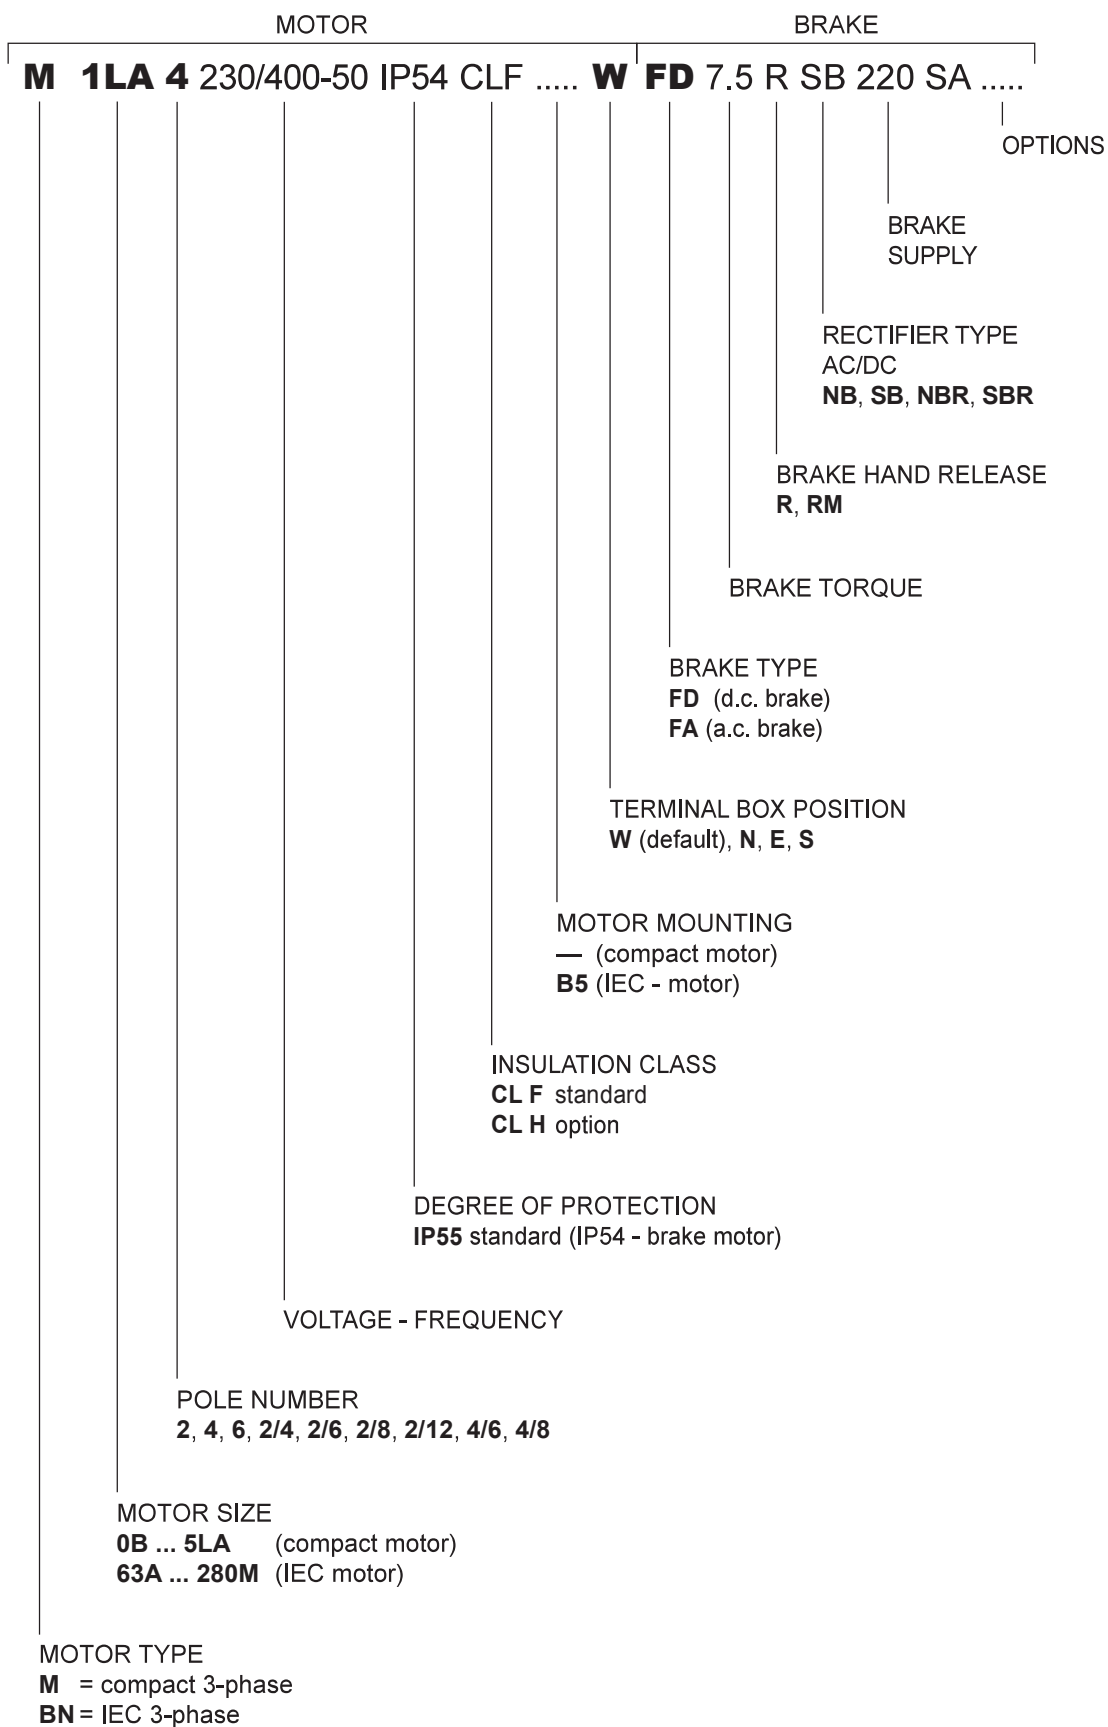 MOTOR BRAKE
M 1LA 4 230/400-50 IP54 CLF ..... W FD 7.5 R SB 220 SA .....
OPTIONS
BRAKE
SUPPLY
RECTIFIER TYPE
AC/DC
NB, SB, NBR, SBR
BRAKE HAND RELEASE
R, RM
BRAKE TORQUE
BRAKE TYPE
FD (d.c. brake)
FA (a.c. brake)
TERMINAL BOX POSITION
W (default), N, E, S
MOTOR MOUNTING
— (compact motor)
B5 (IEC - motor)
INSULATION CLASS
CL F standard
CL H option
DEGREE OF PROTECTION
IP55 standard (IP54 - brake motor)
VOLTAGE - FREQUENCY
POLE NUMBER
2, 4, 6, 2/4, 2/6, 2/8, 2/12, 4/6, 4/8
MOTOR SIZE
0B ... 5LA (compact motor)
63A ... 280M (IEC motor)
MOTOR TYPE
M = compact 3-phase
BN = IEC 3-phase